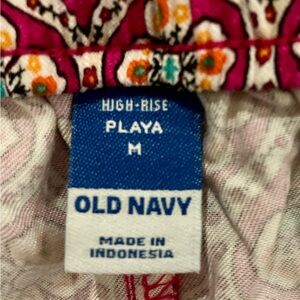 HIGH-RISE
PLAYA
M
OLD NAVY
MADE IN
INDONESIA